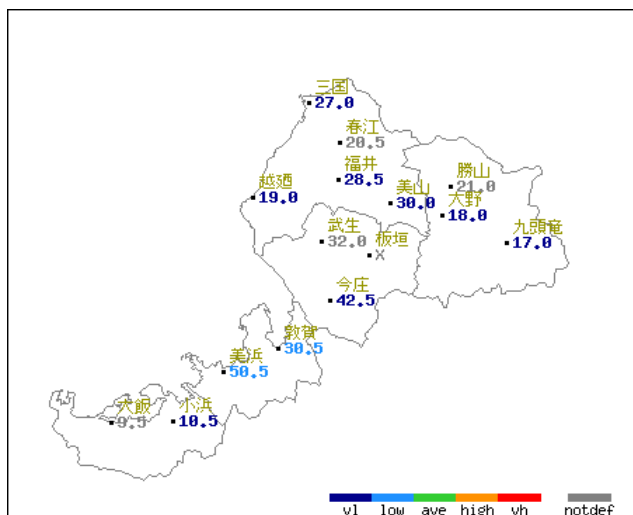 三国
27.0
春江
20.5
福井
28.5
勝山
21.0
越廼
19.0
美山
30.0
大野
18.0
武生
32.0
板垣
X
九頭竜
17.0
今庄
42.5
敦賀
30.5
美浜
50.5
大飯
9.5
小浜
10.5
vl low ave high vh notdef